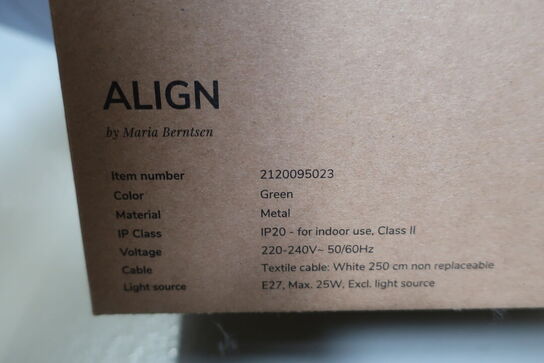 ALIGN
by Maria Berntsen
Item number 2120095023
Color Green
Material Metal
IP Class IP20 - for indoor use, Class II
Voltage 220-240V~ 50/60Hz
Cable Textile cable: White 250 cm non replaceable
Light source E27, Max. 25W, Excl. light source